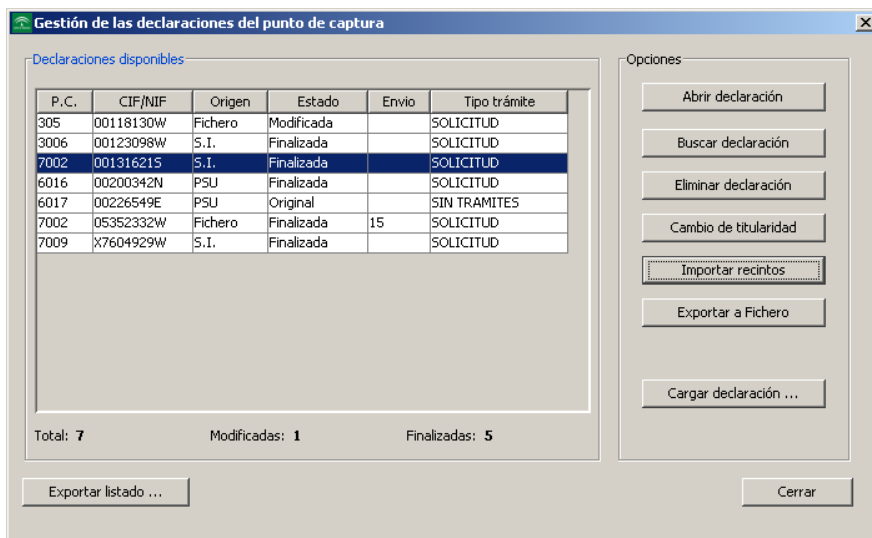 Gestión de las declaraciones del punto de captura
Declaraciones disponibles
P.C. CIF/NIF Origen Estado Envio Tipo trámite
305 00118130W Fichero Modificada SOLICITUD
3006 00123098W S.I. Finalizada SOLICITUD
7002 00131621S S.I. Finalizada SOLICITUD
6016 00200342N PSU Finalizada SOLICITUD
6017 00226549E PSU Original SIN TRAMITES
7002 05352332W Fichero Finalizada 15 SOLICITUD
7009 X7604929W S.I. Finalizada SOLICITUD
Total: 7 Modificadas: 1 Finalizadas: 5
Opciones
Abrir declaración
Buscar declaración
Eliminar declaración
Cambio de titularidad
Importar recintos
Exportar a Fichero
Cargar declaración ...
Exportar listado ...
Cerrar